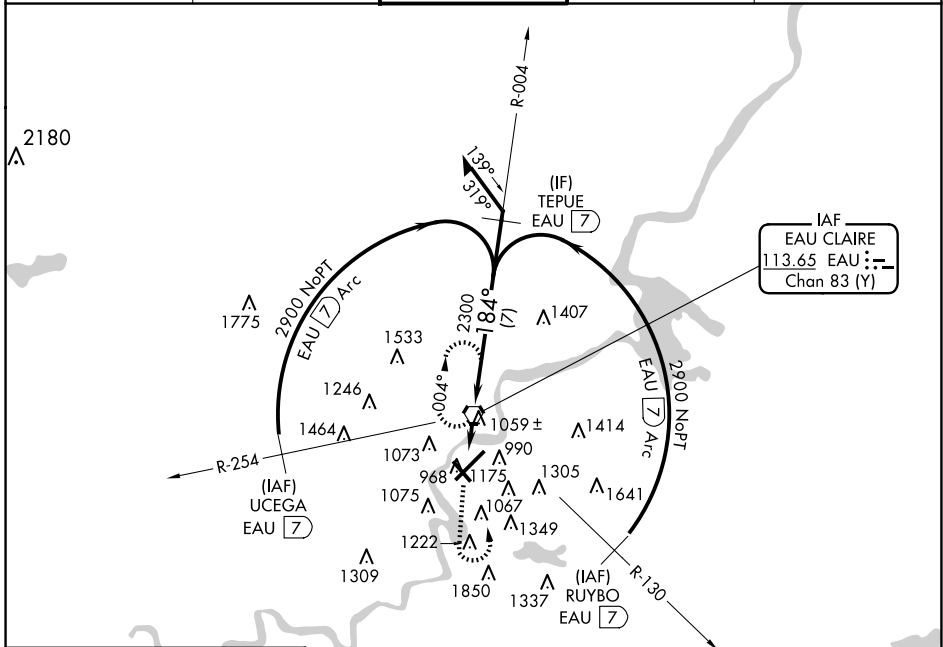 2180
R-004
139°
319°
(IF)
TEPUE
EAU 7
IAF
EAU CLAIRE
113.65 EAU
Chan 83 (Y)
2900 NoPT
EAU 7 Arc
1775
2300
184°
(7)
1407
1533
2900 NoPT
EAU 7 Arc
1246
004°
1464
1059 ±
1414
R-254
1073
990
968
1175
1305
1641
(IAF)
UCEGA
EAU 7
1075
1067
1349
1222
1309
1850
1337
(IAF)
RUYBO
EAU 7
R-130